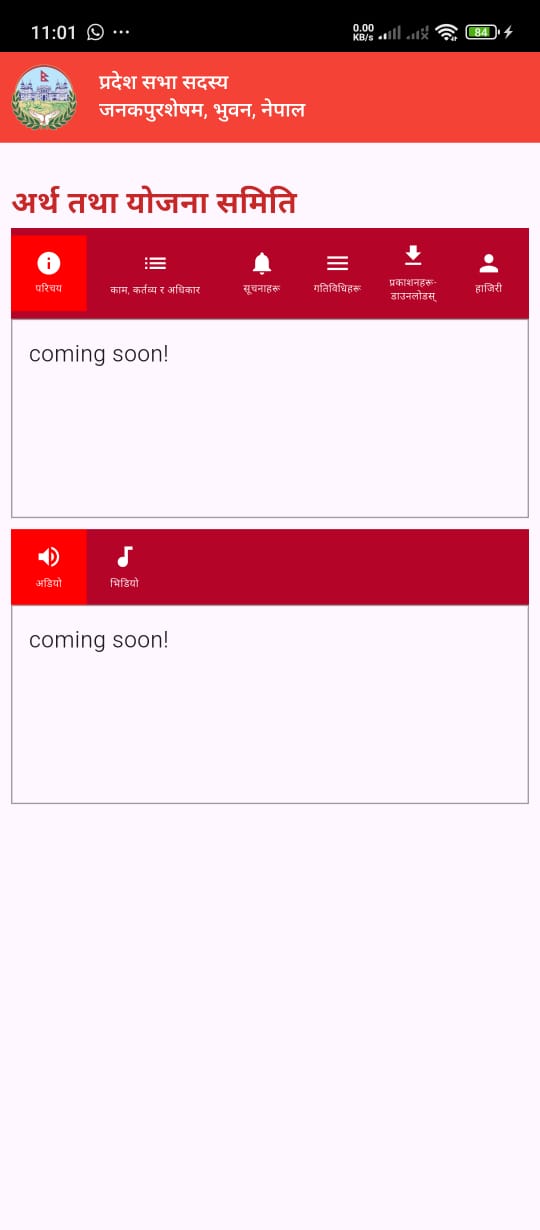 11:01
0.00
KB/s
84
प्रदेश सभा सदस्य
जनकपुरशेषम, भुवन, नेपाल
अर्थ तथा योजना समिति
परिचय
काम, कर्तव्य र अधिकार
सूचनाहरू
गतिविधिहरू
प्रकाशनहरू-
डाउनलोडस्
हाजिरी
coming soon!
अडियो
भिडियो
coming soon!